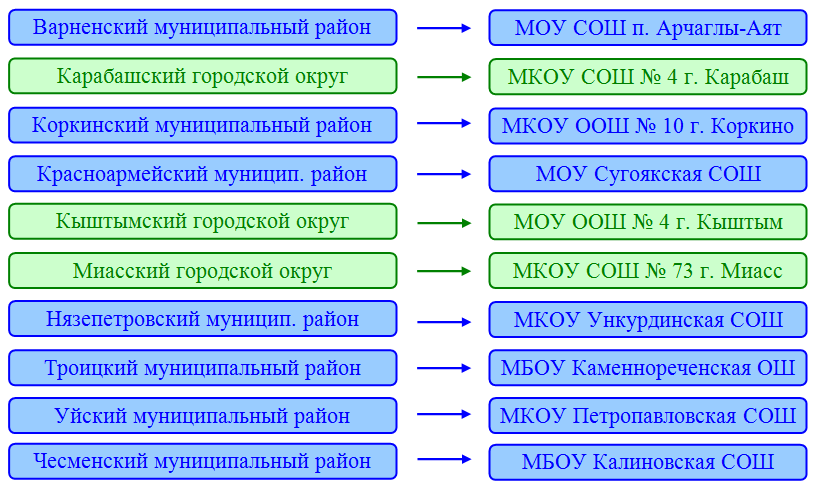 Варненский муниципальный район
МОУ СОШ п. Арчаглы-Аят
Карабашский городской округ
МКОУ СОШ № 4 г. Карабаш
Коркинский муниципальный район
МКОУ ООШ № 10 г. Коркино
Красноармейский муницип. район
МОУ Сугоякская СОШ
Кыштымский городской округ
МОУ ООШ № 4 г. Кыштым
Миасский городской округ
МКОУ СОШ № 73 г. Миасс
Нязепетровский муницип. район
МКОУ Ункурдинская СОШ
Троицкий муниципальный район
МБОУ Каменнореченская ОШ
Уйский муниципальный район
МКОУ Петропавловская СОШ
Чесменский муниципальный район
МБОУ Калиновская СОШ